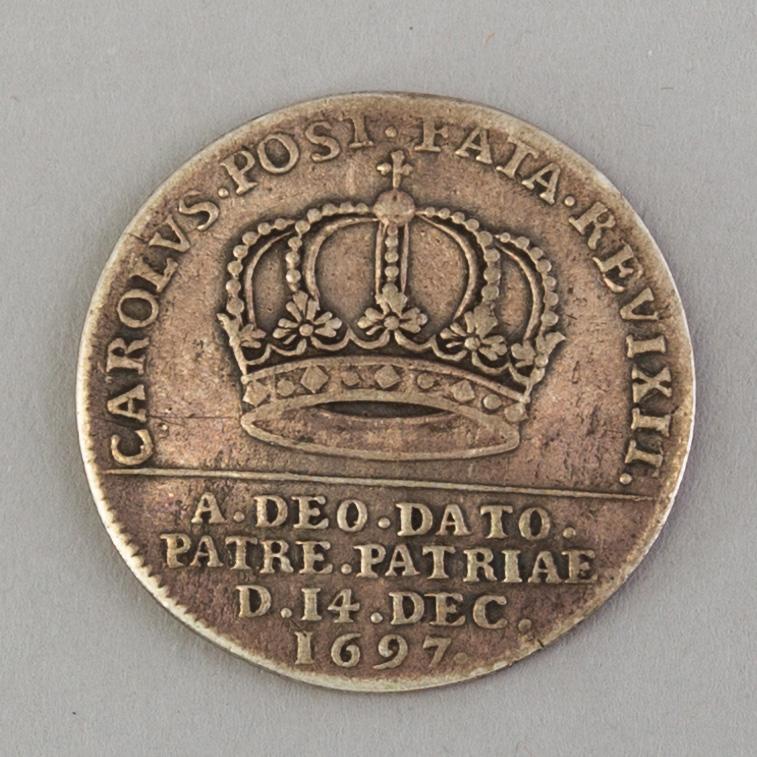 CAROLVS·POST·FATA·REVIXIT.
A·DEO·DATO.
PATRE·PATRIAE
D·14·DEC.
1697.